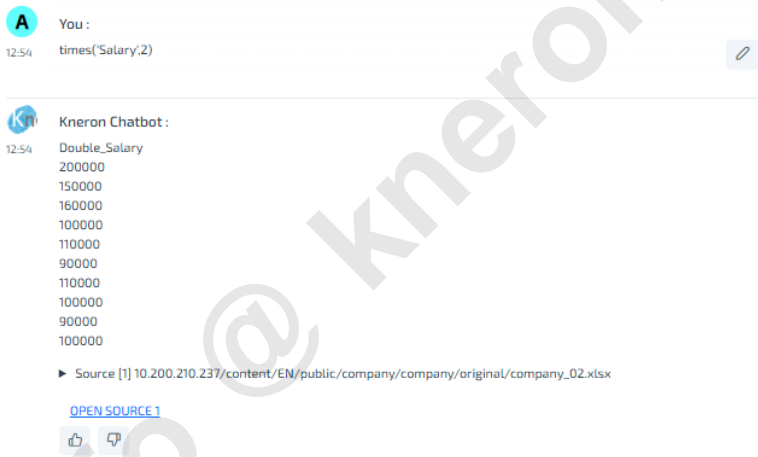 A
You :
12:54
times('Salary',2)
Kn
Kneron Chatbot :
12:54
Double_Salary
200000
150000
160000
100000
110000
90000
110000
100000
90000
100000
▶ Source [1] 10.200.210.237/content/EN/public/company/company/original/company_02.xlsx
OPEN SOURCE 1
@ kneron